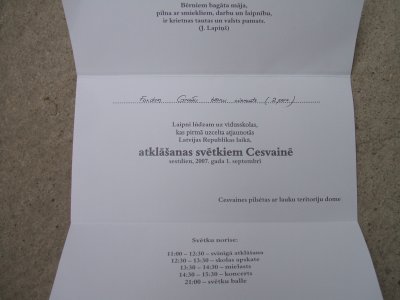 Bērniem bagāta māja,
pilna ar smiekliem, darbu un laipnību,
ir krietnas tautas un valsts pamats.
(J. Lapiņš)
(2 pers.)
Laipni lūdzam uz vidusskolas,
kas pirmā uzcelta atjaunotās
Latvijas Republikas laikā,
atklāšanas svētkiem Cesvainē
sestdien, 2007. gada 1. septembrī
Cesvaines pilsētas ar lauku teritoriju dome
Svētku norise:
11:00 – 12:30 – svinīgā atklāšana
12:30 – 13:30 – skolas apskate
13:30 – 14:30 – mielasts
14:30 – 15:30 – koncerts
21:00 – svētku balle